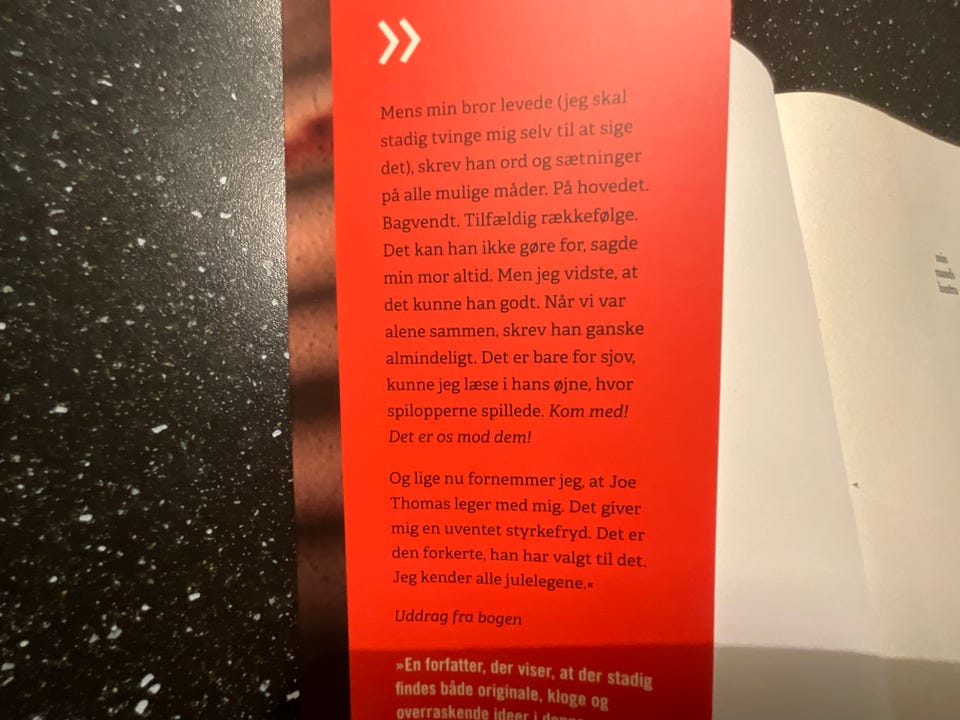 »
Mens min bror levede (jeg skal
stadig tvinge mig selv til at sige
det), skrev han ord og sætninger
på alle mulige måder. På hovedet.
Bagvendt. Tilfældig rækkefølge.
Det kan han ikke gøre for, sagde
min mor altid. Men jeg vidste, at
det kunne han godt. Når vi var
alene sammen, skrev han ganske
almindeligt. Det er bare for sjov,
kunne jeg læse i hans øjne, hvor
spilopperne spillede. Kom med!
Det er os mod dem!
Og lige nu fornemmer jeg, at Joe
Thomas leger med mig. Det giver
mig en uventet styrkefryd. Det er
den forkerte, han har valgt til det.
Jeg kender alle julelegene.«
Uddrag fra bogen
»En forfatter, der viser, at der stadig
findes både originale, kloge og
overraskende ideer i
min
mands